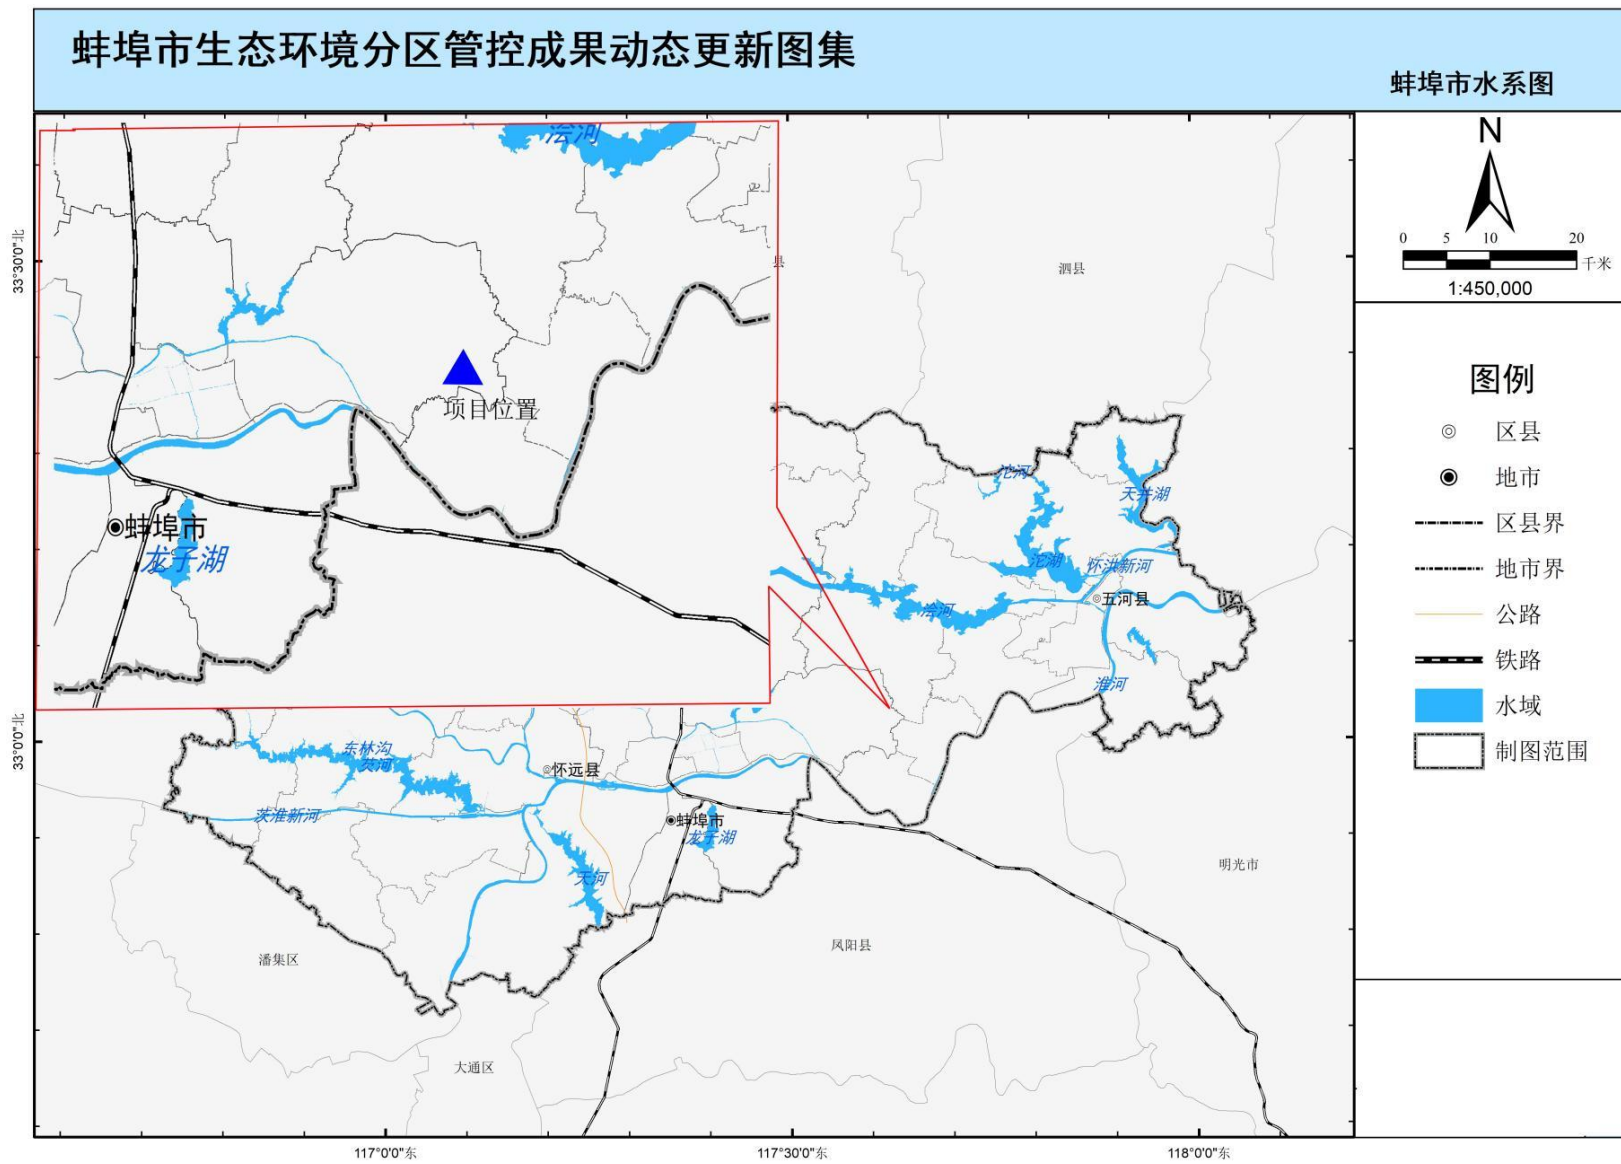 蚌埠市生态环境分区管控成果动态更新图集
蚌埠市水系图
N
0 5 10 20
千米
1:450,000
图例
区县
地市
区县界
地市界
公路
铁路
水域
制图范围
33°30'0"北
33°0'0"北
浍河
项目位置
蚌埠市
龙子湖
县
泗县
沱河
天井湖
沱湖
怀洪新河
五河县
浍河
淮河
东林沟
芡河
怀远县
茨淮新河
蚌埠市
龙子湖
天河
明光市
凤阳县
潘集区
大通区
117°0'0"东
117°30'0"东
118°0'0"东